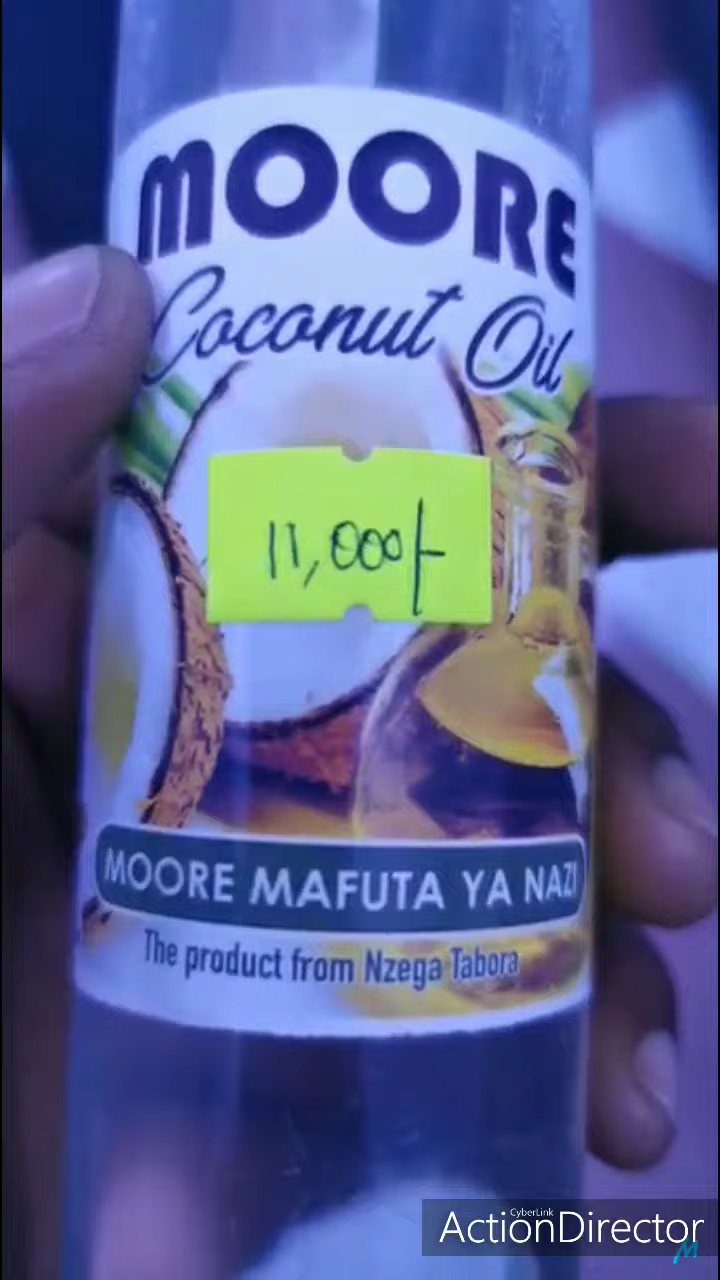 MOORE
Coconut Oil
11,000/-
MOORE MAFUTA YA NAZI
The product from Nzega Tabora
CyberLink
ActionDirector
M